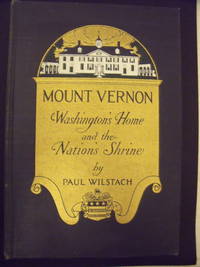 MOUNT VERNON
Washington's Home
and the
Nation's Shrine
by
PAUL WILSTACH